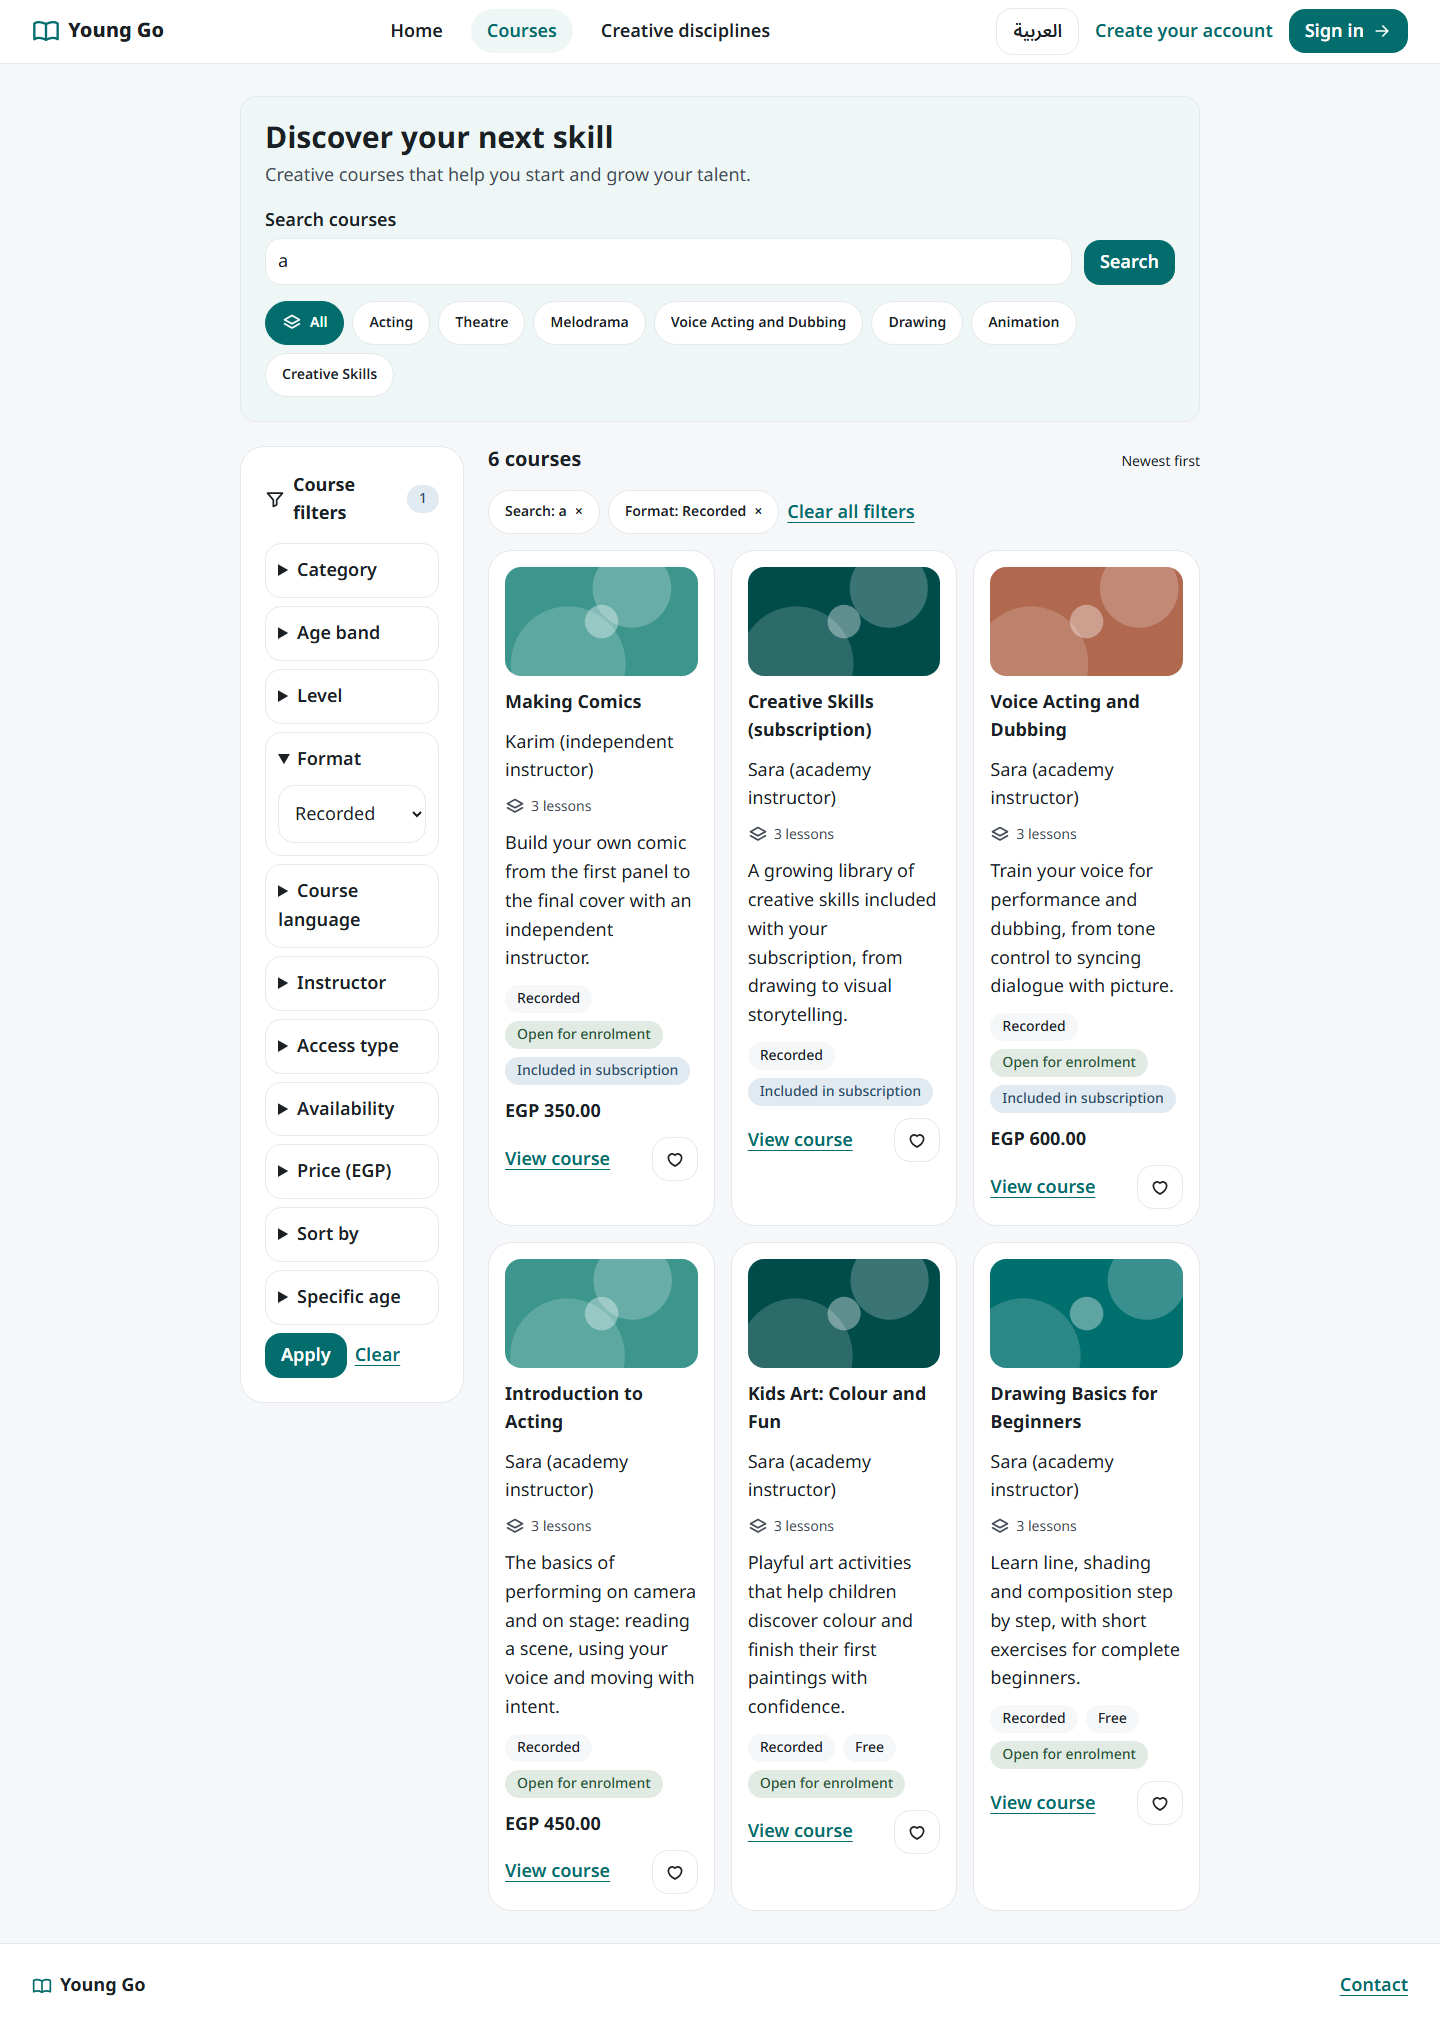 Young Go
Home
Courses
Creative disciplines
العربية
Create your account
Sign in
Discover your next skill
Creative courses that help you start and grow your talent.
Search courses
a
Search
All
Acting
Theatre
Melodrama
Voice Acting and Dubbing
Drawing
Animation
Creative Skills
Course
filters
1
Category
Age band
Level
Format
Recorded
Course
language
Instructor
Access type
Availability
Price (EGP)
Sort by
Specific age
Apply
Clear
6 courses
Newest first
Search: a ×
Format: Recorded ×
Clear all filters
Making Comics
Karim (independent
instructor)
3 lessons
Build your own comic
from the first panel to
the final cover with an
independent
instructor.
Recorded
Open for enrolment
Included in subscription
EGP 350.00
View course
Creative Skills
(subscription)
Sara (academy
instructor)
3 lessons
A growing library of
creative skills included
with your
subscription, from
drawing to visual
storytelling.
Recorded
Included in subscription
View course
Voice Acting and
Dubbing
Sara (academy
instructor)
3 lessons
Train your voice for
performance and
dubbing, from tone
control to syncing
dialogue with picture.
Recorded
Open for enrolment
Included in subscription
EGP 600.00
View course
Introduction to
Acting
Sara (academy
instructor)
3 lessons
The basics of
performing on camera
and on stage: reading
a scene, using your
voice and moving with
intent.
Recorded
Open for enrolment
EGP 450.00
View course
Kids Art: Colour and
Fun
Sara (academy
instructor)
3 lessons
Playful art activities
that help children
discover colour and
finish their first
paintings with
confidence.
Recorded
Free
Open for enrolment
View course
Drawing Basics for
Beginners
Sara (academy
instructor)
3 lessons
Learn line, shading
and composition step
by step, with short
exercises for complete
beginners.
Recorded
Free
Open for enrolment
View course
Young Go
Contact